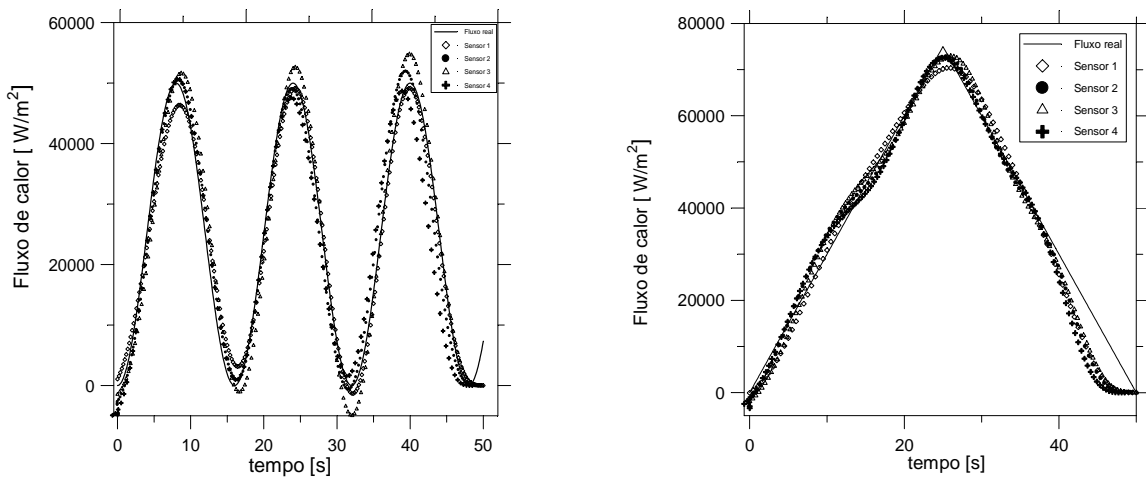 60000
40000
20000
0
Fluxo de calor [ W/m²]
0 10 20 30 40 50
tempo [s]
Fluxo real
Sensor 1
Sensor 2
Sensor 3
Sensor 4
80000
60000
40000
20000
0
Fluxo de calor [ W/m²]
0 20 40
tempo [s]
Fluxo real
Sensor 1
Sensor 2
Sensor 3
Sensor 4